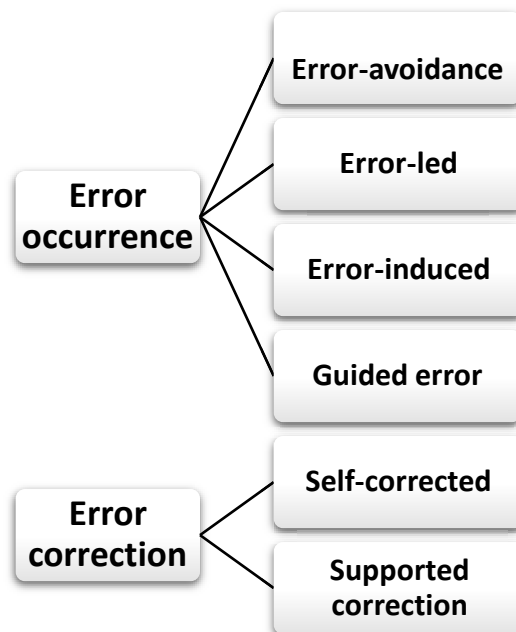 Error
occurrence
Error-avoidance
Error-led
Error-induced
Guided error
Error
correction
Self-corrected
Supported
correction